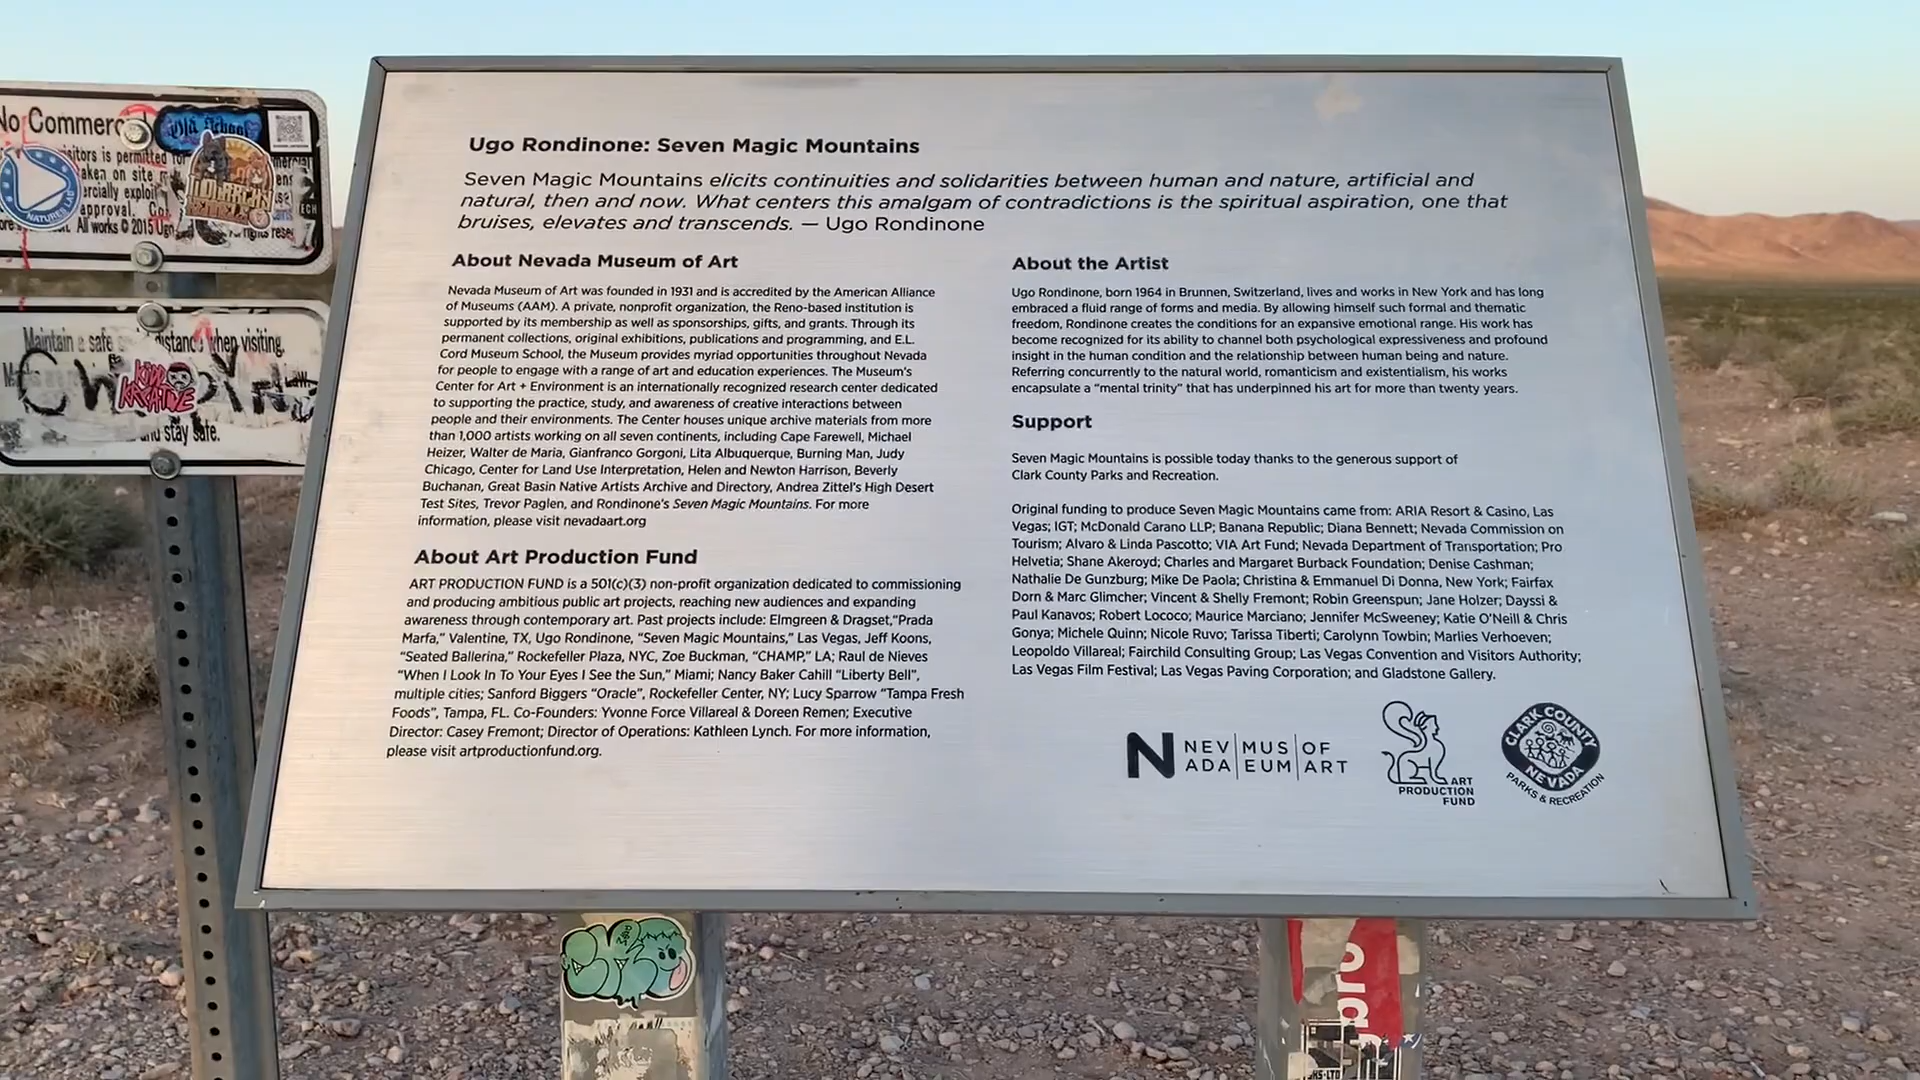 No Commerc
Old School
sitors is permitted for
aken on site
ercially exploi
approval.
All works © 2015 Ugo
rights rese
NATURES LA
Maintain a safe distance when visiting.
KIDD
KREATIVE
and stay safe.
Ugo Rondinone: Seven Magic Mountains
Seven Magic Mountains elicits continuities and solidarities between human and nature, artificial and
natural, then and now. What centers this amalgam of contradictions is the spiritual aspiration, one that
bruises, elevates and transcends. — Ugo Rondinone
About Nevada Museum of Art
Nevada Museum of Art was founded in 1931 and is accredited by the American Alliance
of Museums (AAM). A private, nonprofit organization, the Reno-based institution is
supported by its membership as well as sponsorships, gifts, and grants. Through its
permanent collections, original exhibitions, publications and programming, and E.L.
Cord Museum School, the Museum provides myriad opportunities throughout Nevada
for people to engage with a range of art and education experiences. The Museum's
Center for Art + Environment is an internationally recognized research center dedicated
to supporting the practice, study, and awareness of creative interactions between
people and their environments. The Center houses unique archive materials from more
than 1,000 artists working on all seven continents, including Cape Farewell, Michael
Heizer, Walter de Maria, Gianfranco Gorgoni, Lita Albuquerque, Burning Man, Judy
Chicago, Center for Land Use Interpretation, Helen and Newton Harrison, Beverly
Buchanan, Great Basin Native Artists Archive and Directory, Andrea Zittel's High Desert
Test Sites, Trevor Paglen, and Rondinone's Seven Magic Mountains. For more
information, please visit nevadaart.org
About Art Production Fund
ART PRODUCTION FUND is a 501(c)(3) non-profit organization dedicated to commissioning
and producing ambitious public art projects, reaching new audiences and expanding
awareness through contemporary art. Past projects include: Elmgreen & Dragset,"Prada
Marfa," Valentine, TX, Ugo Rondinone, "Seven Magic Mountains," Las Vegas, Jeff Koons,
"Seated Ballerina," Rockefeller Plaza, NYC, Zoe Buckman, "CHAMP," LA; Raul de Nieves
"When I Look In To Your Eyes I See the Sun," Miami; Nancy Baker Cahill "Liberty Bell",
multiple cities; Sanford Biggers "Oracle", Rockefeller Center, NY; Lucy Sparrow "Tampa Fresh
Foods", Tampa, FL. Co-Founders: Yvonne Force Villareal & Doreen Remen; Executive
Director: Casey Fremont; Director of Operations: Kathleen Lynch. For more information,
please visit artproductionfund.org.
About the Artist
Ugo Rondinone, born 1964 in Brunnen, Switzerland, lives and works in New York and has long
embraced a fluid range of forms and media. By allowing himself such formal and thematic
freedom, Rondinone creates the conditions for an expansive emotional range. His work has
become recognized for its ability to channel both psychological expressiveness and profound
insight in the human condition and the relationship between human being and nature.
Referring concurrently to the natural world, romanticism and existentialism, his works
encapsulate a "mental trinity" that has underpinned his art for more than twenty years.
Support
Seven Magic Mountains is possible today thanks to the generous support of
Clark County Parks and Recreation.
Original funding to produce Seven Magic Mountains came from: ARIA Resort & Casino, Las
Vegas; IGT; McDonald Carano LLP; Banana Republic; Diana Bennett; Nevada Commission on
Tourism; Alvaro & Linda Pascotto; VIA Art Fund; Nevada Department of Transportation; Pro
Helvetia; Shane Akeroyd; Charles and Margaret Burback Foundation; Denise Cashman;
Nathalie De Gunzburg; Mike De Paola; Christina & Emmanuel Di Donna, New York; Fairfax
Dorn & Marc Glimcher; Vincent & Shelly Fremont; Robin Greenspun; Jane Holzer; Dayssi &
Paul Kanavos; Robert Lococo; Maurice Marciano; Jennifer McSweeney; Katie O'Neill & Chris
Gonya; Michele Quinn; Nicole Ruvo; Tarissa Tiberti; Carolynn Towbin; Marlies Verhoeven;
Leopoldo Villareal; Fairchild Consulting Group; Las Vegas Convention and Visitors Authority;
Las Vegas Film Festival; Las Vegas Paving Corporation; and Gladstone Gallery.
N NEV MUS OF
ADA EUM ART
ART
PRODUCTION
FUND
CLARK COUNTY
NEVADA
PARKS & RECREATION